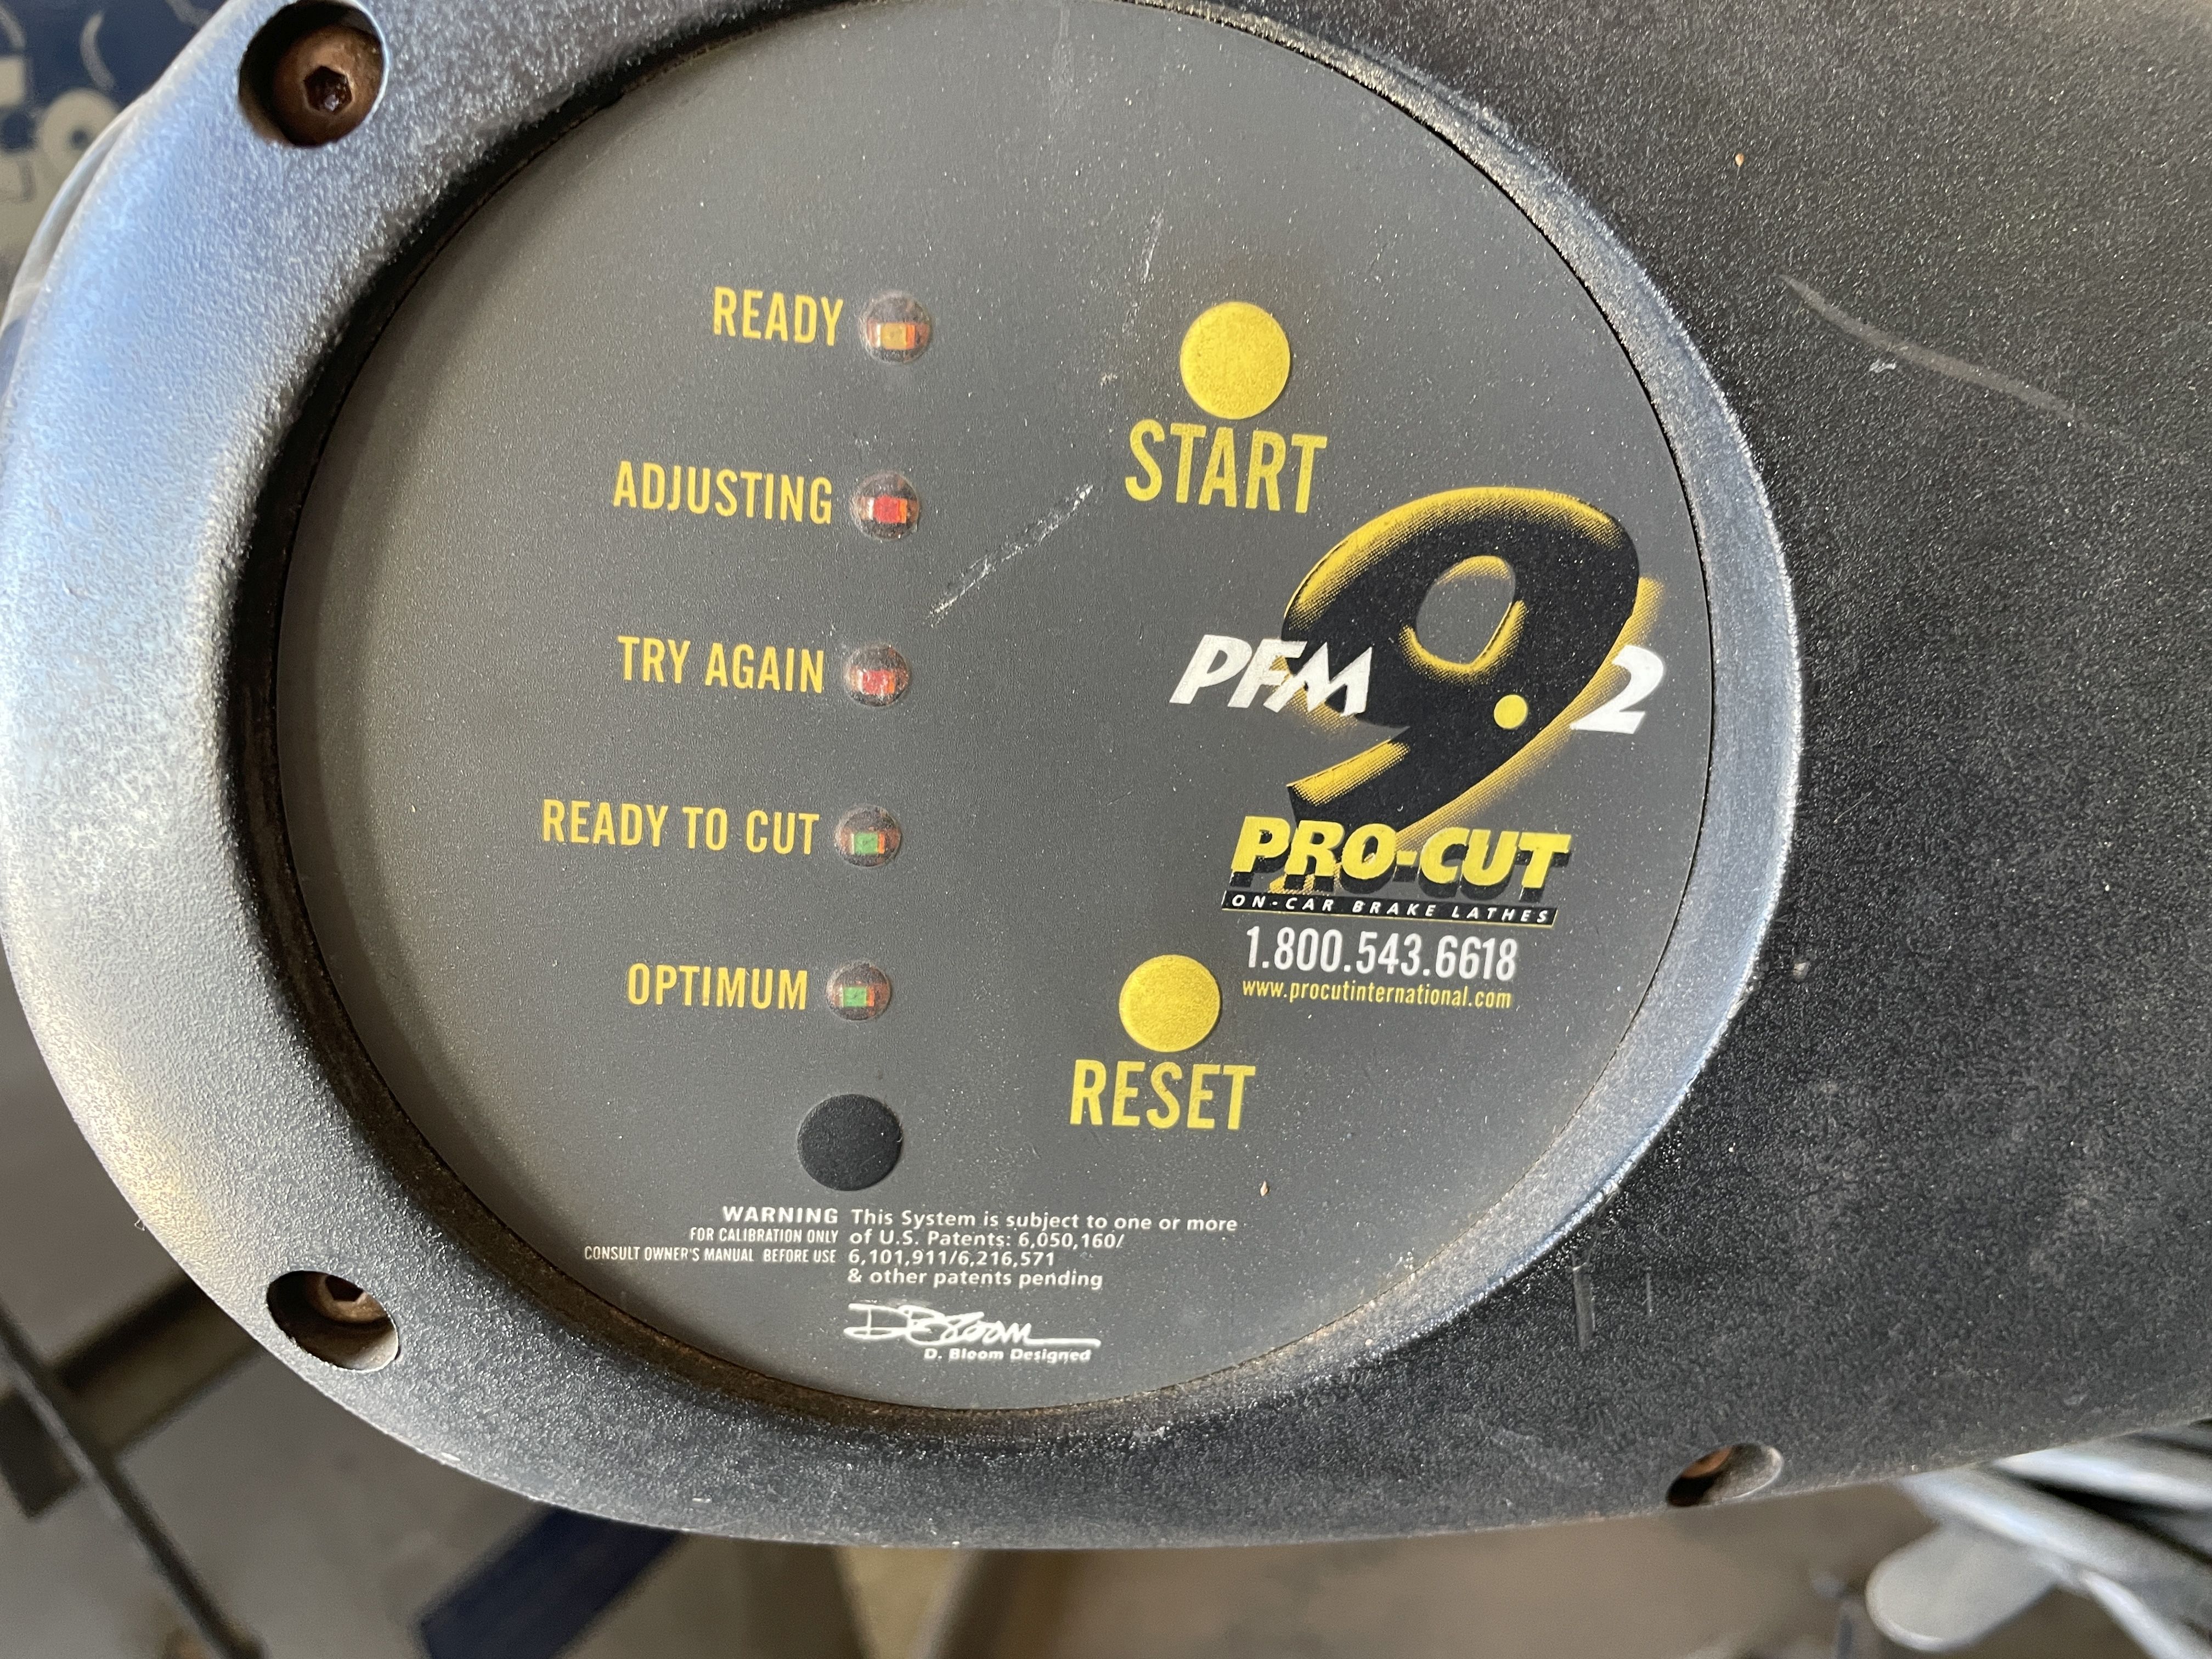 READY
START
ADJUSTING
TRY AGAIN
PFM 9.2
READY TO CUT
PRO-CUT
ON-CAR BRAKE LATHES
1.800.543.6618
www.procutinternational.com
OPTIMUM
RESET
WARNING
FOR CALIBRATION ONLY
CONSULT OWNER'S MANUAL BEFORE USE
This System is subject to one or more
of U.S. Patents: 6,050,160/
6,101,911/6,216,571
& other patents pending
DBloom
D. Bloom Designed